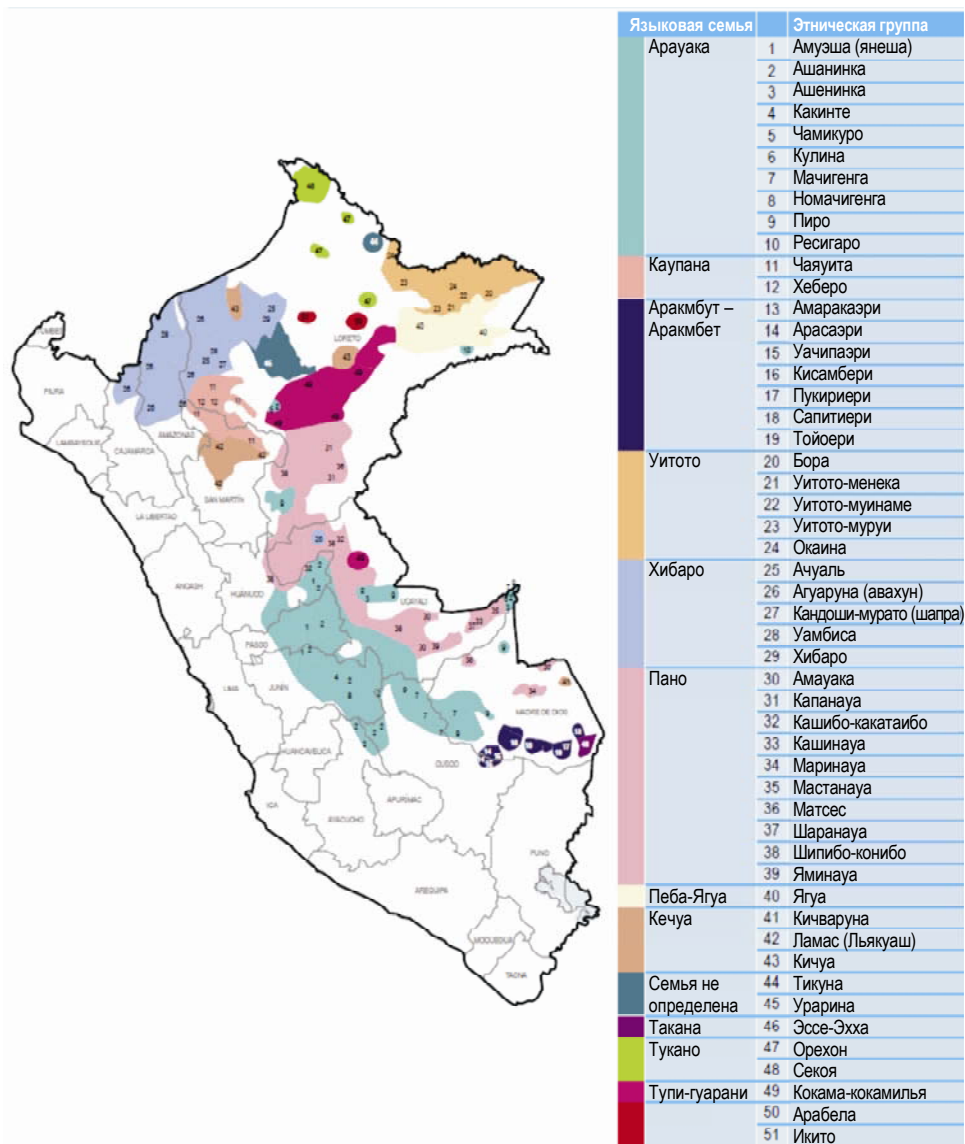 Языковая семья Этническая группа
Арауака 1 Амуэша (янеша)
2 Ашанинка
3 Ашенинка
4 Какинте
5 Чамикуро
6 Кулина
7 Мачигенга
8 Номачигенга
9 Пиро
10 Ресигаро
Каупана 11 Чаяуита
12 Хеберо
Аракмбут – 13 Амаракаэри
Аракмбет 14 Арасаэри
15 Уачипаэри
16 Кисамбери
17 Пукириери
18 Сапитиери
19 Тойоери
Уитото 20 Бора
21 Уитото-менека
22 Уитото-муинаме
23 Уитото-муруи
24 Окаина
Хибаро 25 Ачуаль
26 Агуаруна (авахун)
27 Кандоши-мурато (шапра)
28 Уамбиса
29 Хибаро
Пано 30 Амауака
31 Капанауа
32 Кашибо-какатаибо
33 Кашинауа
34 Маринауа
35 Мастанауа
36 Матсес
37 Шаранауа
38 Шипибо-конибо
39 Яминауа
Пеба-Ягуа 40 Ягуа
Кечуа 41 Кичваруна
42 Ламас (Льякуаш)
43 Кичуа
Семья не 44 Тикуна
определена 45 Урарина
Такана 46 Эссе-Эхха
Тукано 47 Орехон
48 Секоя
Тупи-гуарани 49 Кокама-кокамилья
50 Арабела
51 Икито
LORETO
PIURA
LAMBAYEQUE
CAJAMARCA
AMAZONAS
SAN MARTIN
LA LIBERTAD
ANCASH
HUANUCO
UCAYALI
PASCO
LIMA
JUNIN
MADRE DE DIOS
HUANCAVELICA
CUSCO
ICA
APURIMAC
AYACUCHO
PUNO
AREQUIPA
MOQUEGUA
TACNA